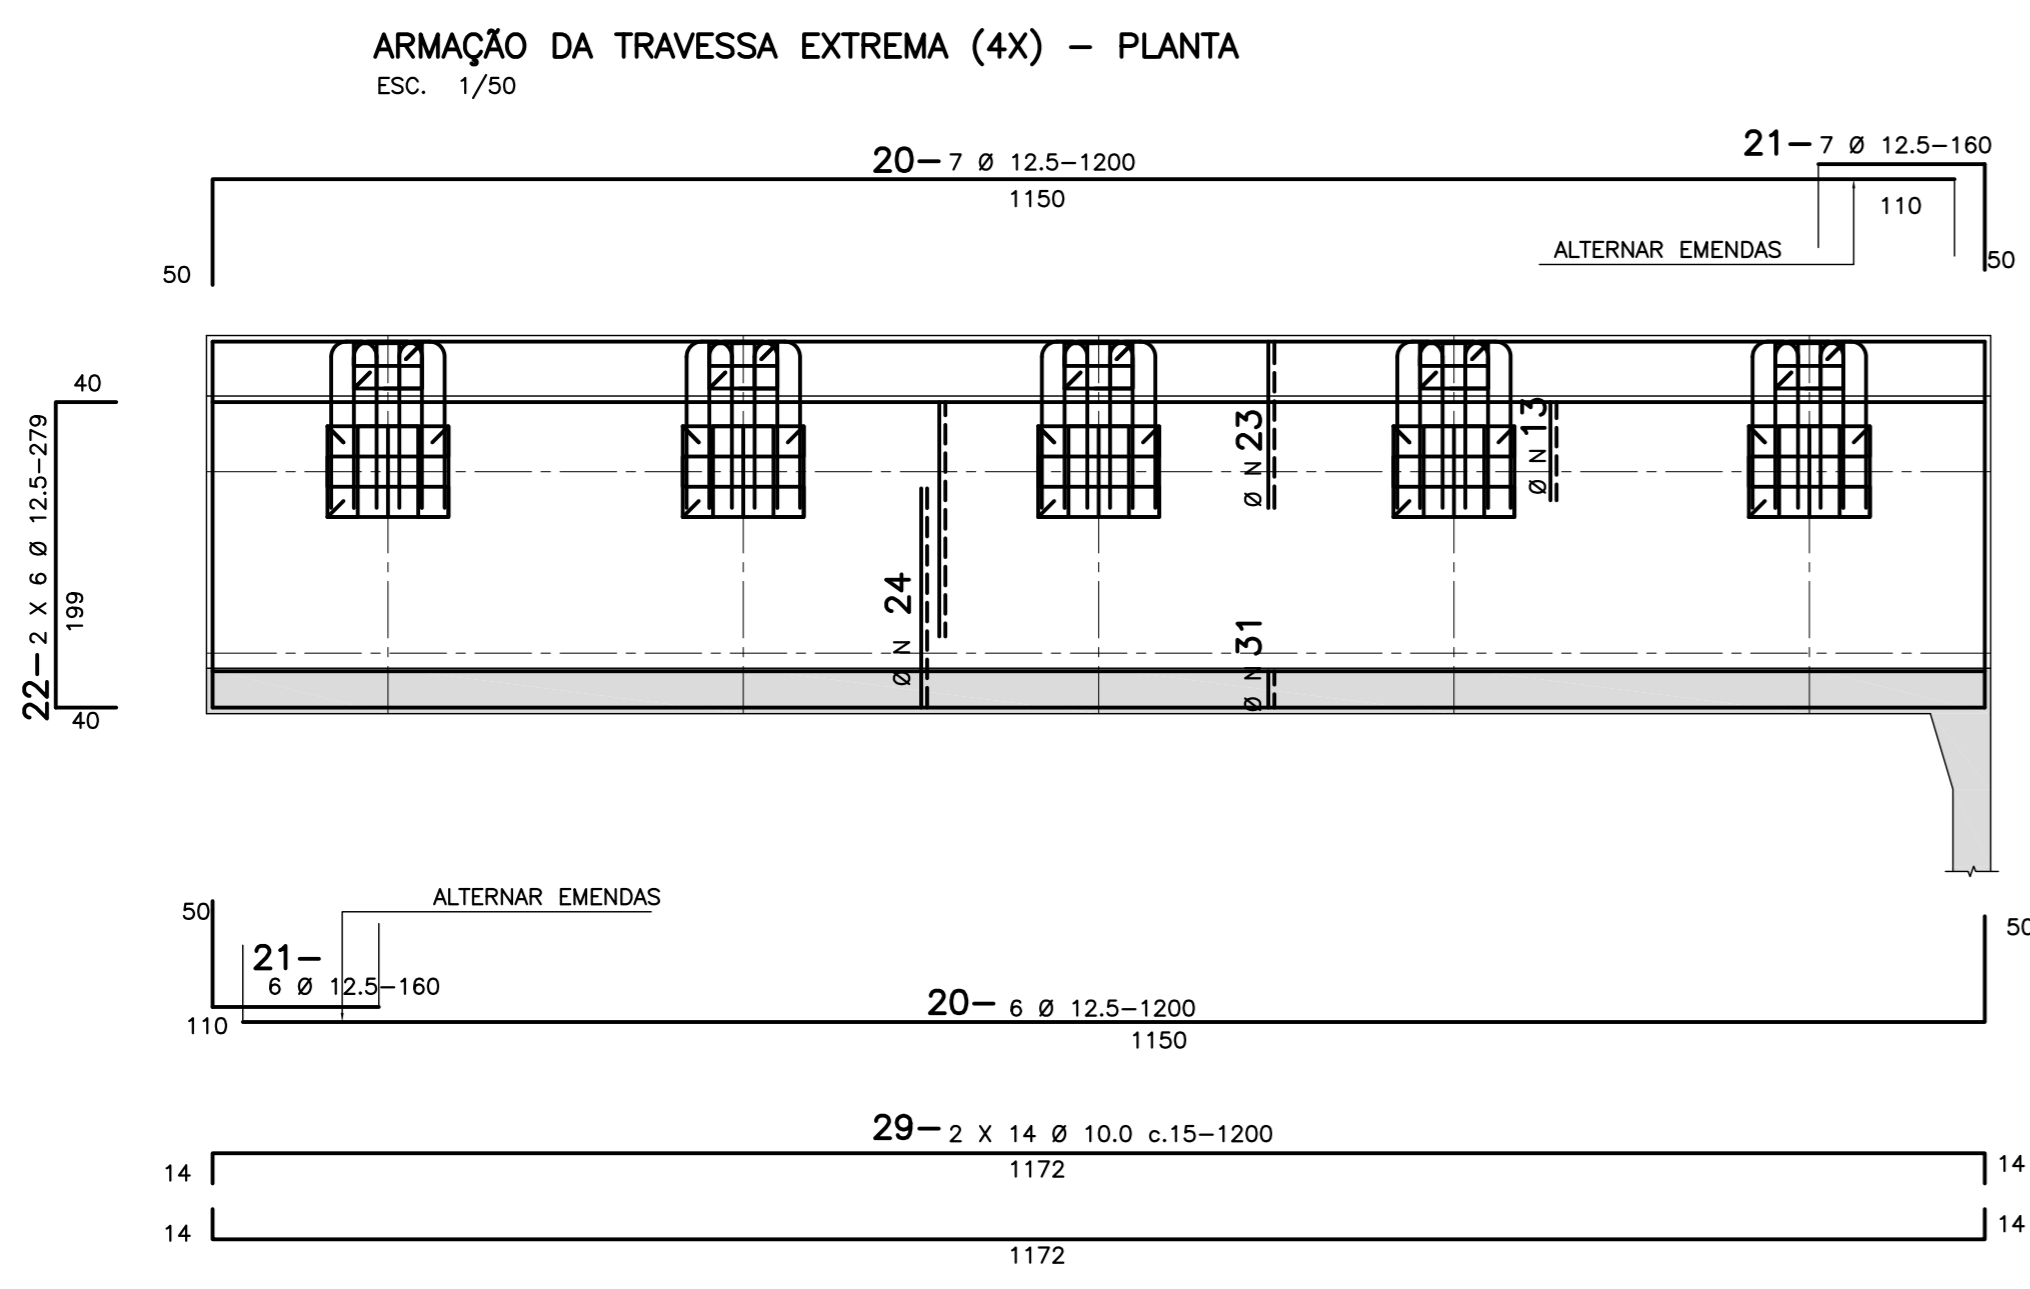 ARMAÇÃO DA TRAVESSA EXTREMA (4X) – PLANTA
ESC. 1/50
20– 7 Ø 12.5–1200
1150
21– 7 Ø 12.5–160
110
ALTERNAR EMENDAS
50
50
40
22– 2 X 6 Ø 12.5–279
199
40
Ø N 24
Ø N 23
Ø N 31
Ø N 13
ALTERNAR EMENDAS
50
50
21–
6 Ø 12.5–160
110
20– 6 Ø 12.5–1200
1150
29– 2 X 14 Ø 10.0 c.15–1200
14
1172
14
14
1172
14